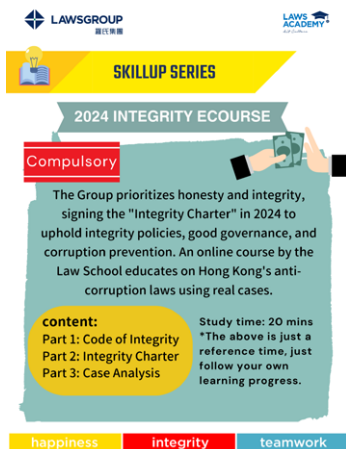 LAWSGROUP
羅氏集團
LAWS
ACADEMY
SKILLUP SERIES
2024 INTEGRITY ECOURSE
Compulsory
The Group prioritizes honesty and integrity,
signing the "Integrity Charter" in 2024 to
uphold integrity policies, good governance, and
corruption prevention. An online course by the
Law School educates on Hong Kong's anti-
corruption laws using real cases.
content:
Part 1: Code of Integrity
Part 2: Integrity Charter
Part 3: Case Analysis
Study time: 20 mins
*The above is just a
reference time, just
follow your own
learning progress.
happiness
integrity
teamwork